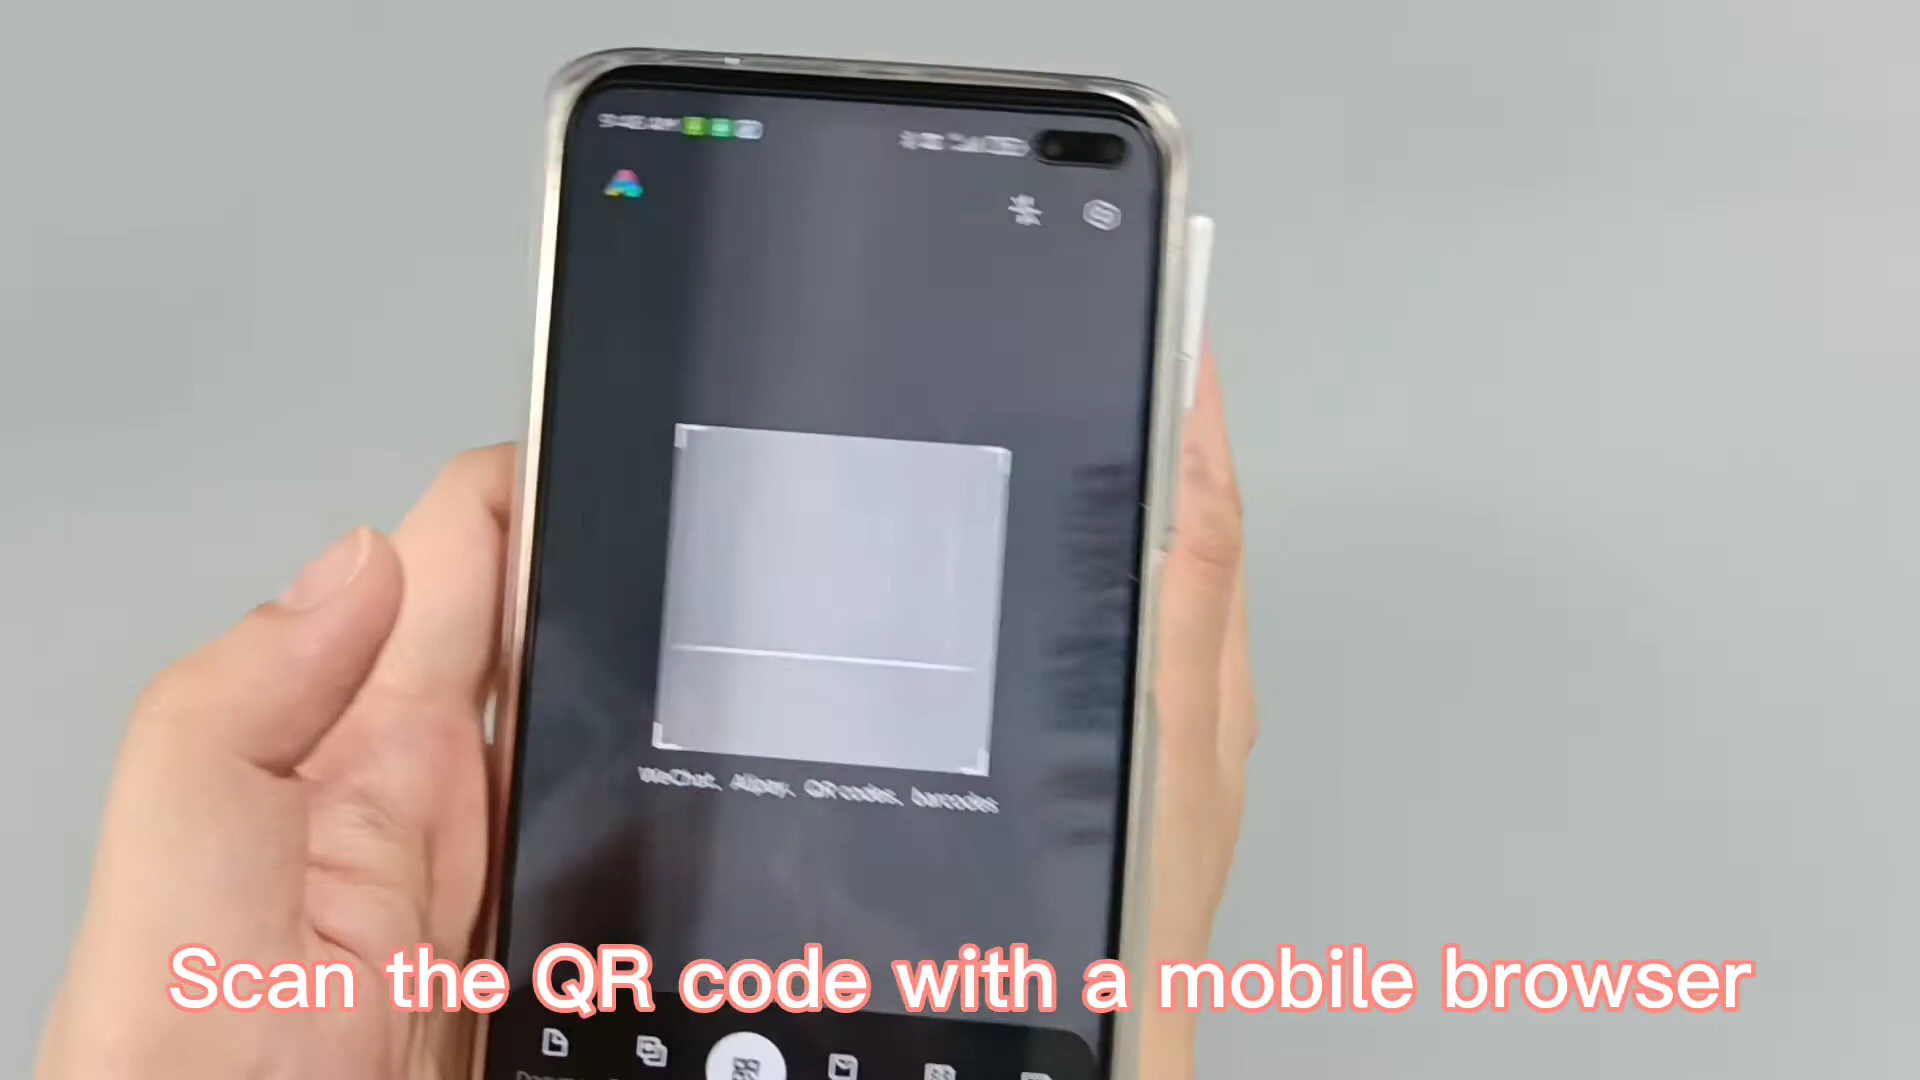 WeChat, Alipay, QR codes, barcodes
Scan the QR code with a mobile browser